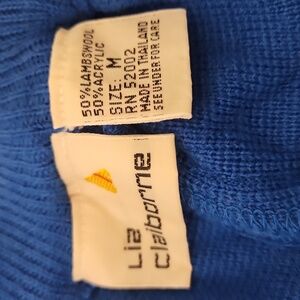 50% LAMBSWOOL
50% ACRYLIC
SIZE: M
RN 52002
MADE IN THAILAND
SEE UNDER FOR CARE
Liz
Claiborne